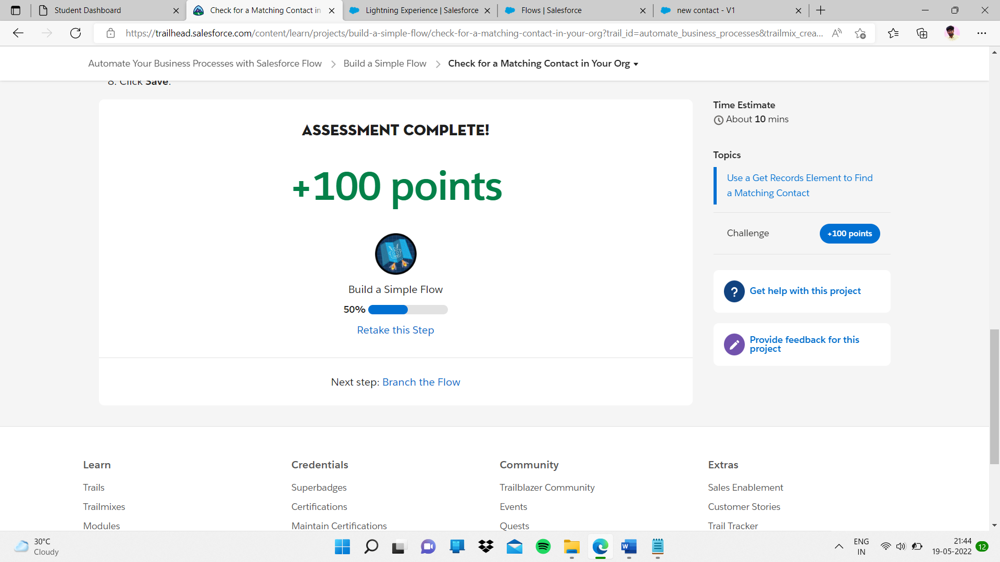 Student Dashboard
Check for a Matching Contact in
Lightning Experience | Salesforce
Flows | Salesforce
new contact - V1
https://trailhead.salesforce.com/content/learn/projects/build-a-simple-flow/check-for-a-matching-contact-in-your-org?trail_id=automate_business_processes&trailmix_crea...
Automate Your Business Processes with Salesforce Flow
Build a Simple Flow
Check for a Matching Contact in Your Org
8. Click Save.
ASSESSMENT COMPLETE!
+100 points
Build a Simple Flow
50%
Retake this Step
Next step: Branch the Flow
Time Estimate
About 10 mins
Topics
Use a Get Records Element to Find
a Matching Contact
Challenge
+100 points
Get help with this project
Provide feedback for this
project
Learn
Trails
Trailmixes
Modules
Credentials
Superbadges
Certifications
Maintain Certifications
Community
Trailblazer Community
Events
Quests
Extras
Sales Enablement
Customer Stories
Trail Tracker
30°C
Cloudy
ENG
IN
21:44
19-05-2022
12